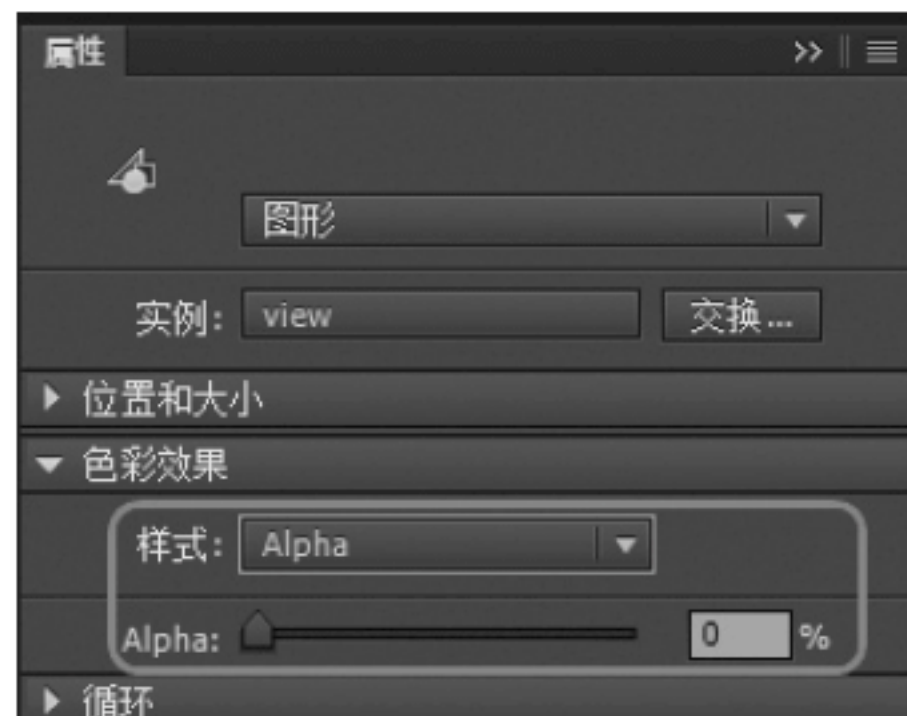 属性
图形
实例: view 交换...
位置和大小
色彩效果
样式: Alpha
Alpha: 0 %
循环